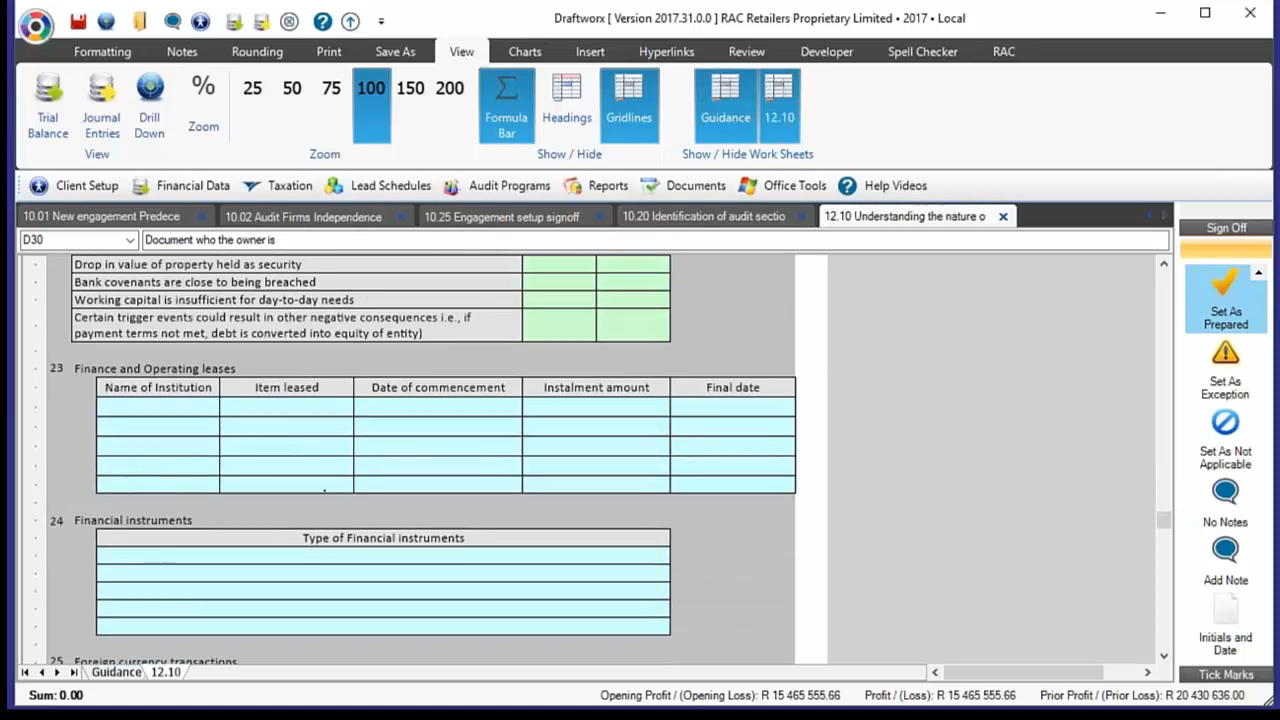 Draftworx [ Version 2017.31.0.0 ] RAC Retailers Proprietary Limited • 2017 • Local
Formatting Notes Rounding Print Save As View Charts Insert Hyperlinks Review Developer Spell Checker RAC
Trial Balance
Journal Entries
Drill Down
% Zoom
25 50 75 100 150 200
Formula Bar
Headings
Gridlines
Guidance
12.10
View Zoom Show / Hide Show / Hide Work Sheets
Client Setup Financial Data Taxation Lead Schedules Audit Programs Reports Documents Office Tools Help Videos
10.01 New engagement Predece 10.02 Audit Firms Independence 10.25 Engagement setup signoff 10.20 Identification of audit sectio 12.10 Understanding the nature o
Sign Off
D30 Document who the owner is
Drop in value of property held as security
Bank covenants are close to being breached
Working capital is insufficient for day-to-day needs
Certain trigger events could result in other negative consequences i.e., if
payment terms not met, debt is converted into equity of entity)
23 Finance and Operating leases
Name of Institution Item leased Date of commencement Instalment amount Final date
24 Financial instruments
Type of Financial instruments
25 Foreign currency transactions
Set As
Prepared
Set As
Exception
Set As Not
Applicable
No Notes
Add Note
Initials and
Date
Tick Marks
Guidance 12.10
Sum: 0.00 Opening Profit / (Opening Loss): R 15 465 555.66 Profit / (Loss): R 15 465 555.66 Prior Profit / (Prior Loss): R 20 430 636.00